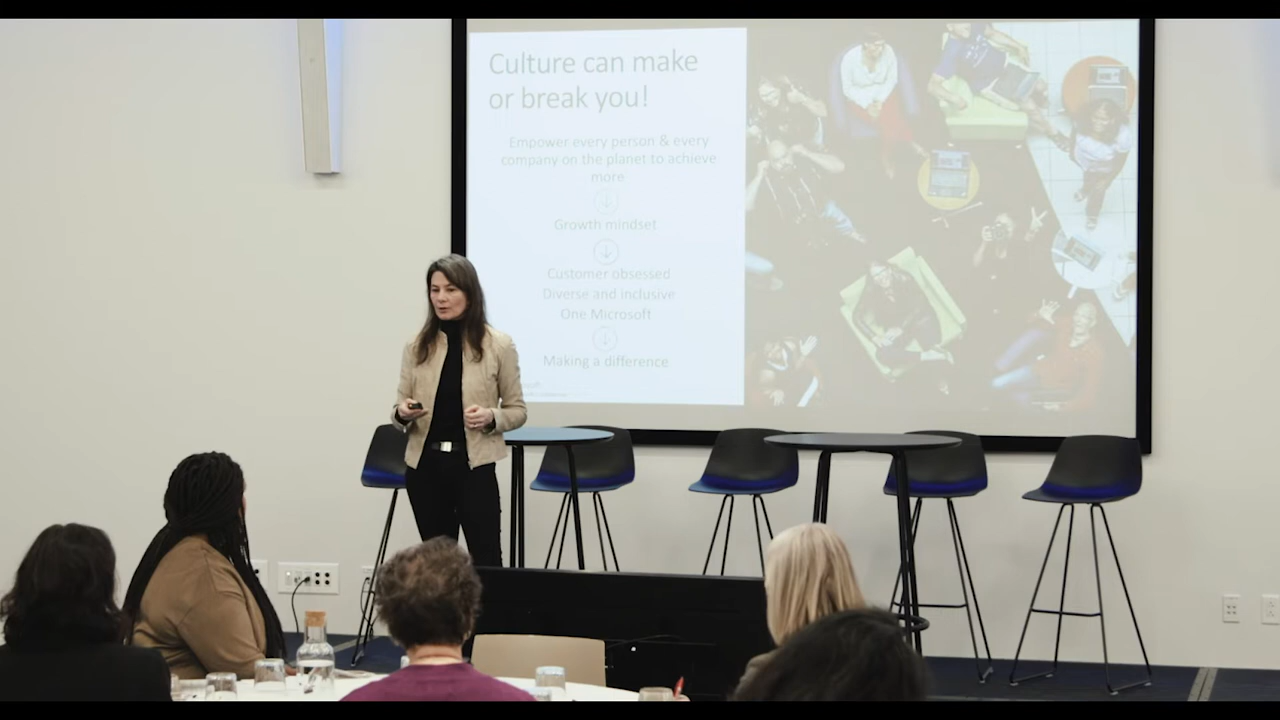 Culture can make
or break you!
Empower every person & every
company on the planet to achieve
more
Growth mindset
Customer obsessed
Diverse and inclusive
One Microsoft
Making a difference